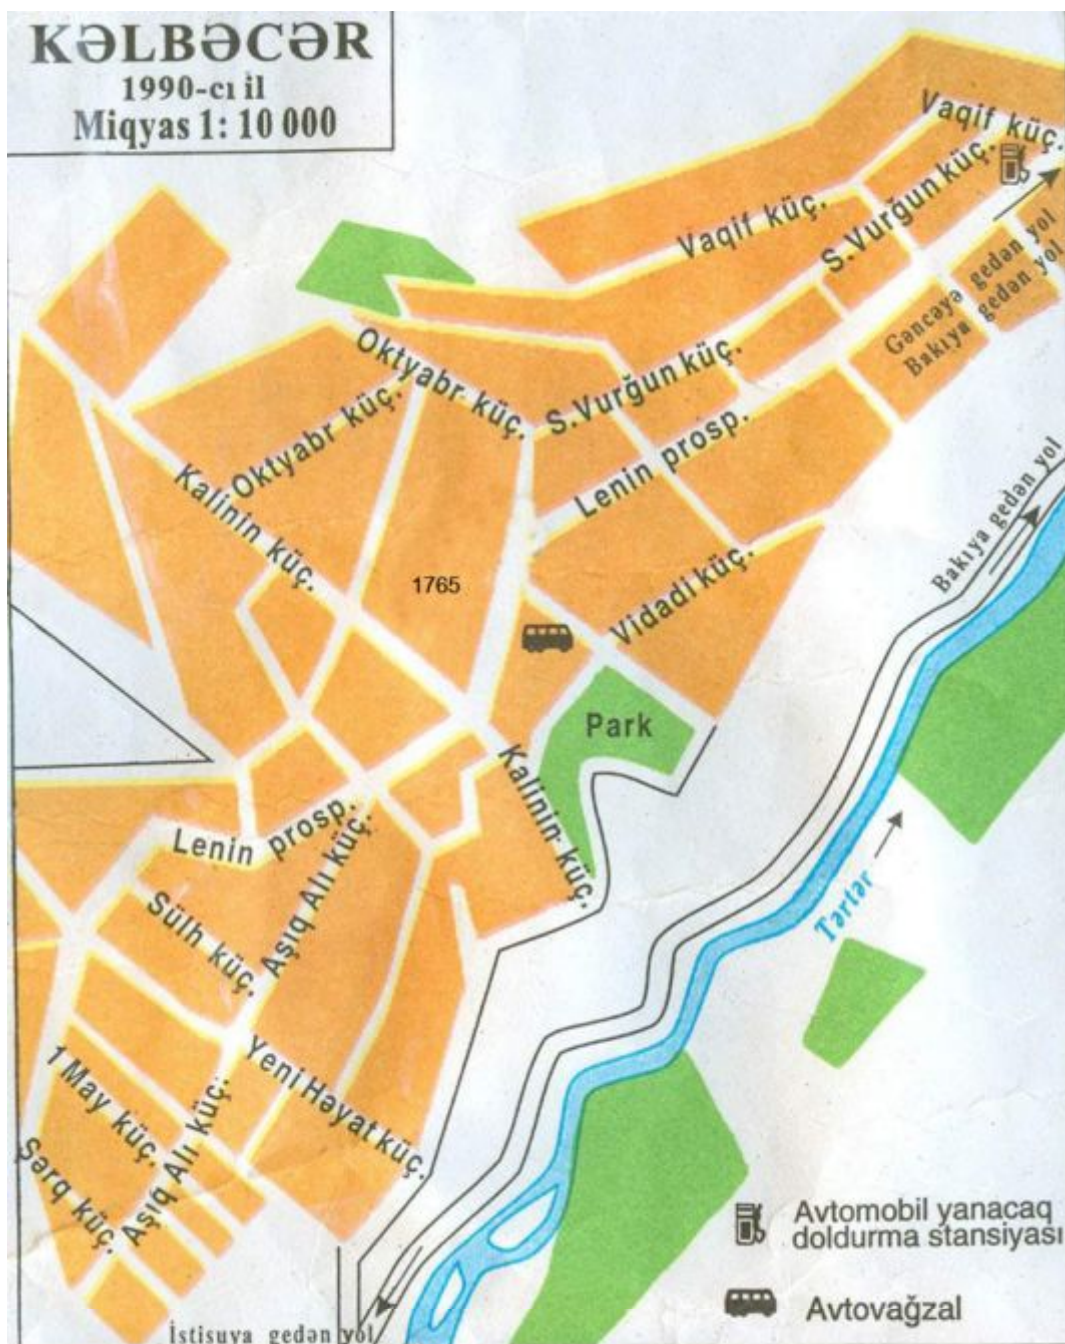 KƏLBƏCƏR
1990-cı il
Miqyas 1: 10 000
Vaqif küç.
Vaqif küç.
S.Vurğun küç.
Gəncəyə gedən yol
Bakıya gedən yol
Oktyabr küç.
S.Vurğun küç.
Oktyabr küç.
Lenin prosp.
Kalinin küç.
Bakıya gedən yol
1765
Vidadi küç.
Park
Kalinin küç.
Lenin prosp.
Aşıq Alı küç.
Tərtər
Sülh küç.
Yeni Həyat küç.
1 May küç.
Aşıq Alı küç.
Şərq küç.
Avtomobil yanacaq
doldurma stansiyası
Avtovağzal
İstisuya gedən yol